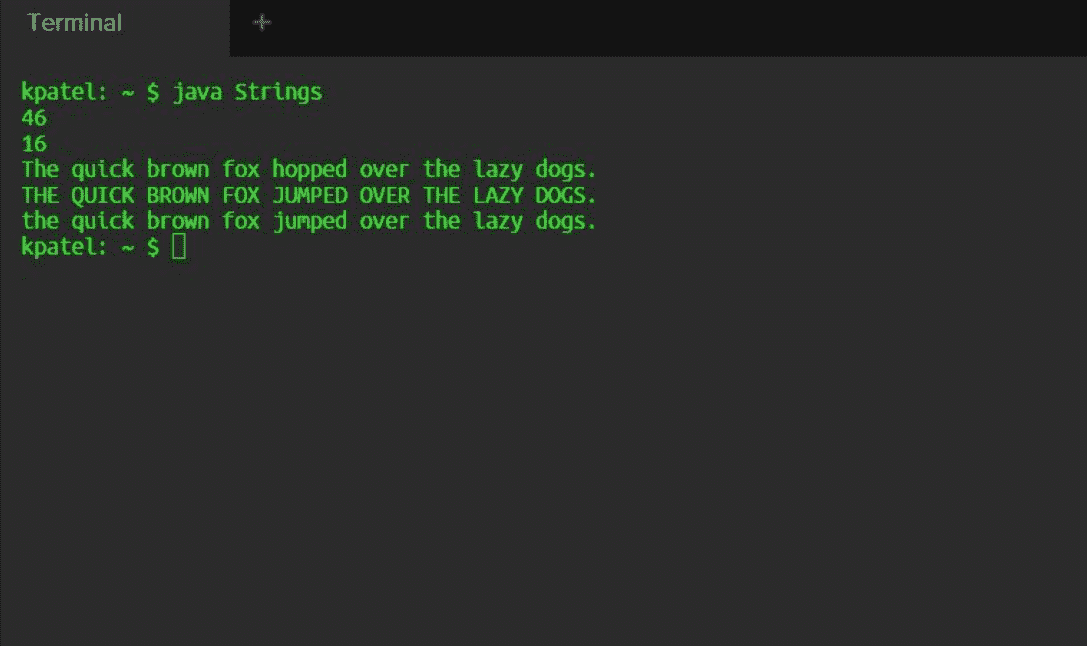 Terminal +
kpatel: ~ $ java Strings
46
16
The quick brown fox hopped over the lazy dogs.
THE QUICK BROWN FOX JUMPED OVER THE LAZY DOGS.
the quick brown fox jumped over the lazy dogs.
kpatel: ~ $